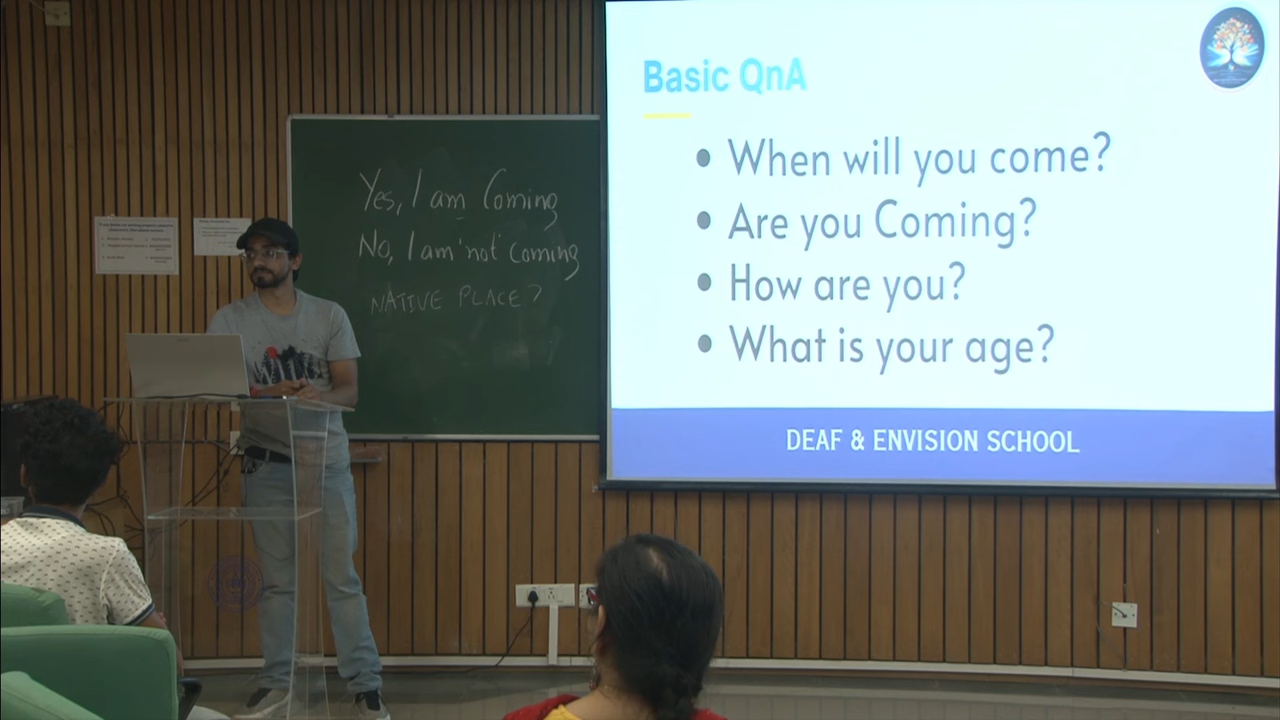 Basic QnA
• When will you come?
• Are you Coming?
• How are you?
• What is your age?
DEAF & ENVISION SCHOOL
Yes, I am Coming
No, I am 'not' coming
NATIVE PLACE?